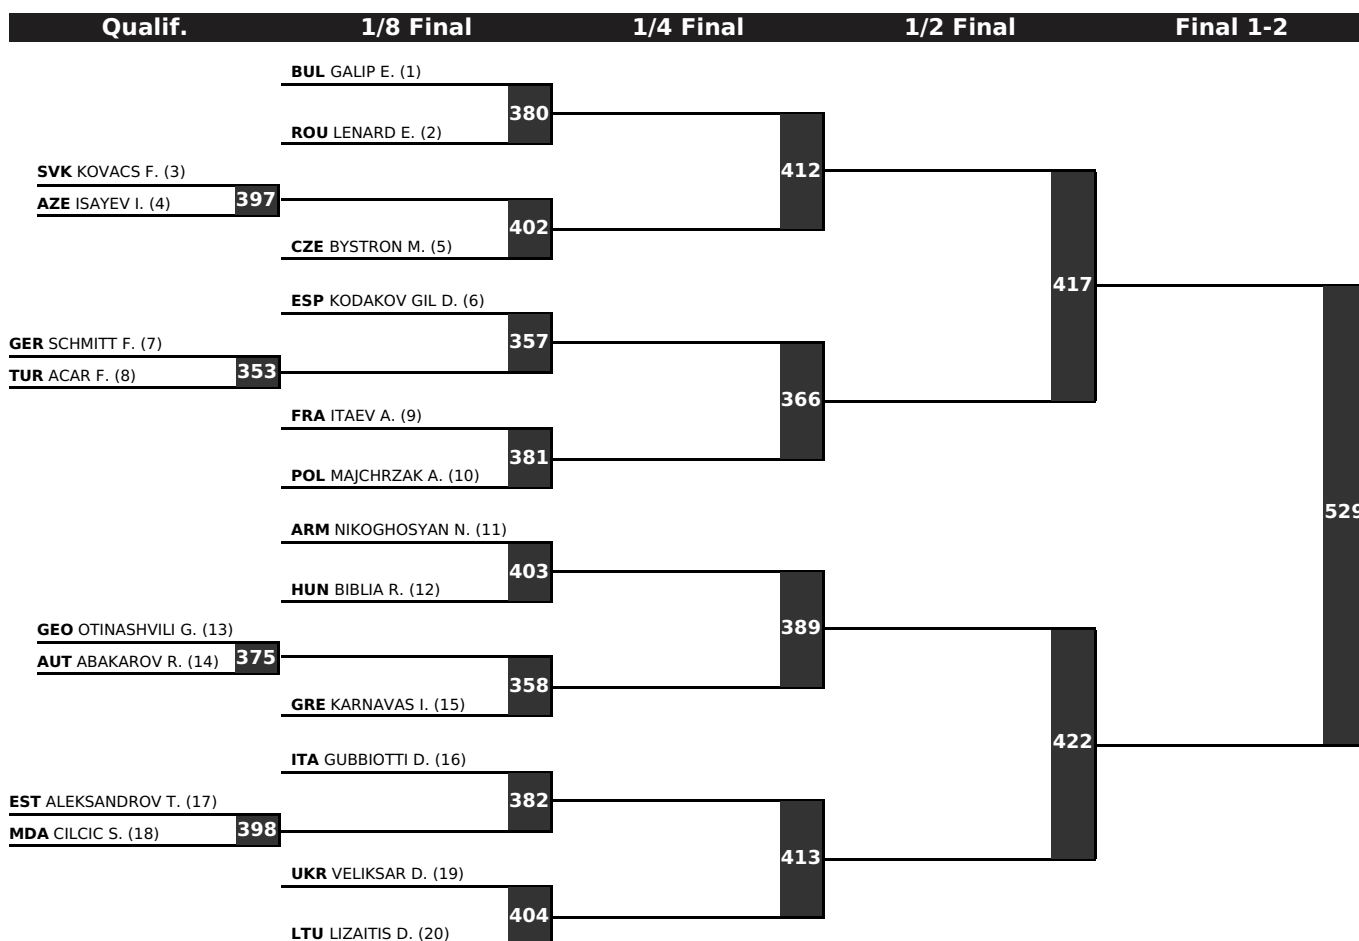 Qualif. 1/8 Final 1/4 Final 1/2 Final Final 1-2
BUL GALIP E. (1)
380
ROU LENARD E. (2)
412
SVK KOVACS F. (3)
397
AZE ISAYEV I. (4)
402
CZE BYSTRON M. (5)
417
ESP KODAKOV GIL D. (6)
357
GER SCHMITT F. (7)
353
TUR ACAR F. (8)
366
FRA ITAEV A. (9)
381
POL MAJCHRZAK A. (10)
529
ARM NIKOGHOSYAN N. (11)
403
HUN BIBLIA R. (12)
389
GEO OTINASHVILI G. (13)
375
AUT ABAKAROV R. (14)
358
GRE KARNAVAS I. (15)
422
ITA GUBBIOTTI D. (16)
382
EST ALEKSANDROV T. (17)
398
MDA CILCIC S. (18)
413
UKR VELIKSAR D. (19)
404
LTU LIZAITIS D. (20)